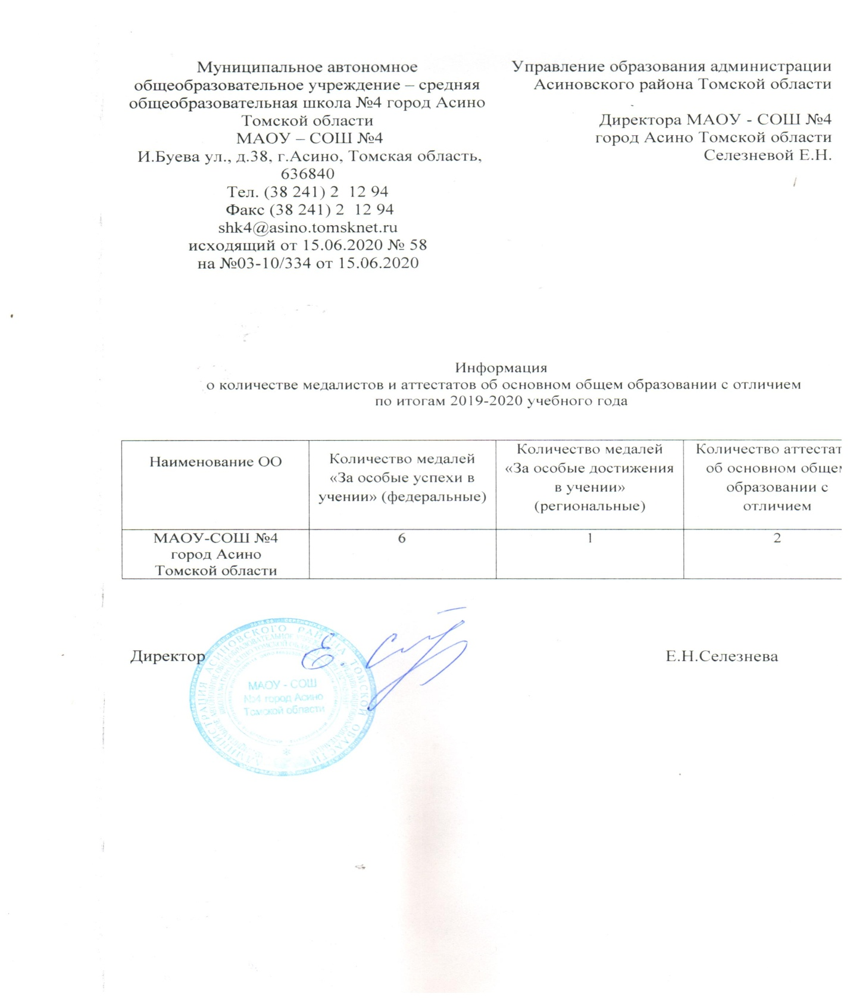 Муниципальное автономное
общеобразовательное учреждение – средняя
общеобразовательная школа №4 город Асино
Томской области
МАОУ – СОШ №4
И.Буева ул., д.38, г.Асино, Томская область,
636840
Тел. (38 241) 2 12 94
Факс (38 241) 2 12 94
shk4@asino.tomsknet.ru
исходящий от 15.06.2020 № 58
на №03-10/334 от 15.06.2020
Управление образования администрации
Асиновского района Томской области
Директора МАОУ - СОШ №4
город Асино Томской области
Селезневой Е.Н.
Информация
о количестве медалистов и аттестатов об основном общем образовании с отличием
по итогам 2019-2020 учебного года
Наименование ОО
Количество медалей
«За особые успехи в
учении» (федеральные)
Количество медалей
«За особые достижения
в учении»
(региональные)
Количество аттестат
об основном общем
образовании с
отличием
МАОУ-СОШ №4
город Асино
Томской области
6
1
2
Директор
Е.Н.Селезнева
АДМИНИСТРАЦИЯ АСИНОВСКОГО РАЙОНА ТОМСКОЙ ОБЛАСТИ
МАОУ - СОШ
№4 город Асино
Томской области